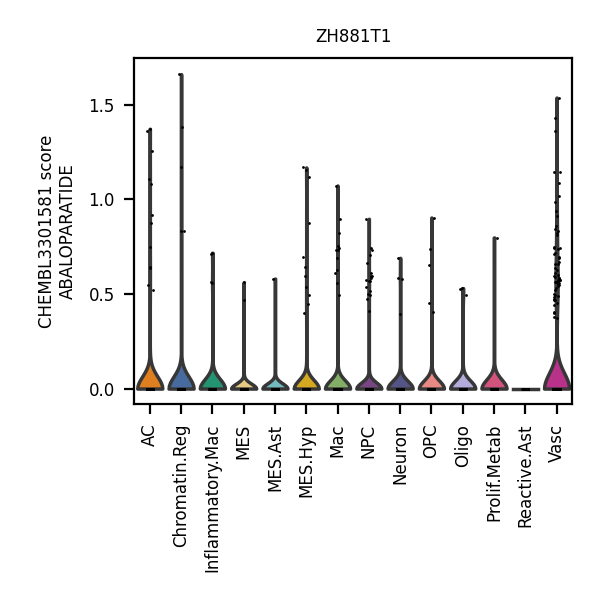 ZH881T1
CHEMBL3301581 score
ABALOPARATIDE
1.5
1.0
0.5
0.0
AC
Chromatin.Reg
Inflammatory.Mac
MES
MES.Ast
MES.Hyp
Mac
NPC
Neuron
OPC
Oligo
Prolif.Metab
Reactive.Ast
Vasc